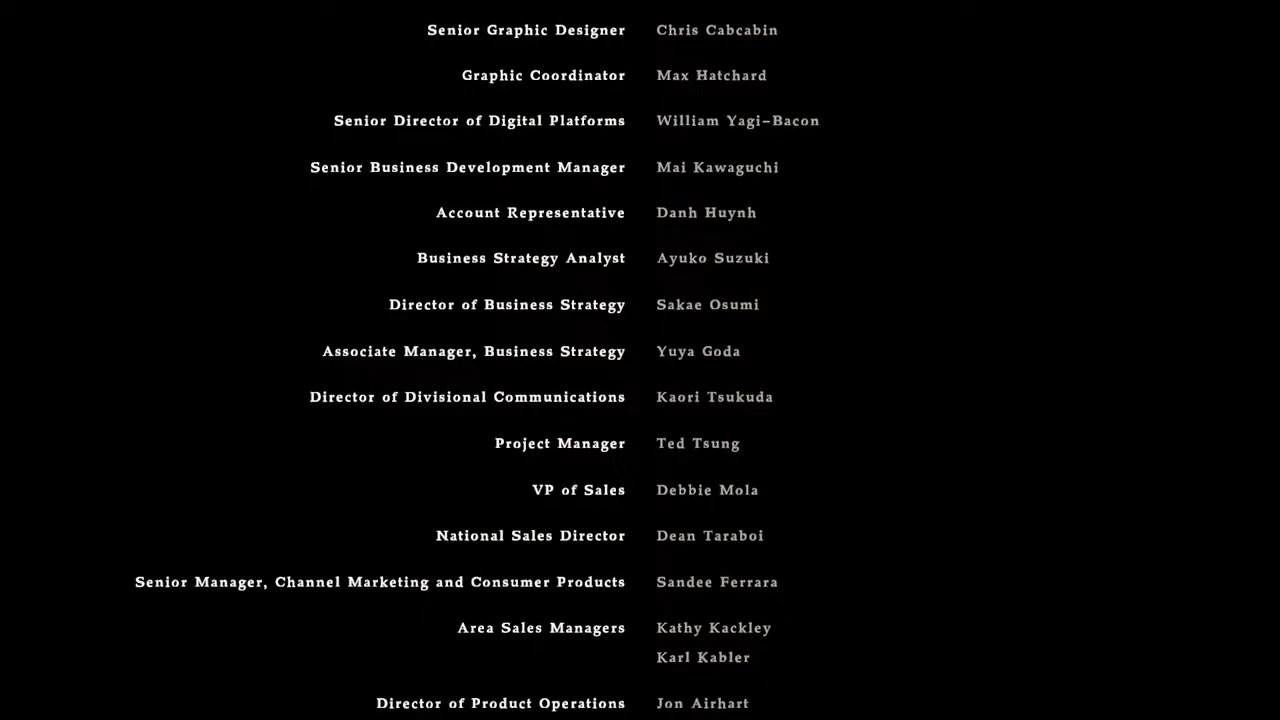 Senior Graphic Designer Chris Cabcabin
Graphic Coordinator Max Hatchard
Senior Director of Digital Platforms William Yagi-Bacon
Senior Business Development Manager Mai Kawaguchi
Account Representative Danh Huynh
Business Strategy Analyst Ayuko Suzuki
Director of Business Strategy Sakae Osumi
Associate Manager, Business Strategy Yuya Goda
Director of Divisional Communications Kaori Tsukuda
Project Manager Ted Tsung
VP of Sales Debbie Mola
National Sales Director Dean Taraboi
Senior Manager, Channel Marketing and Consumer Products Sandee Ferrara
Area Sales Managers Kathy Kackley
Karl Kabler
Director of Product Operations Jon Airhart